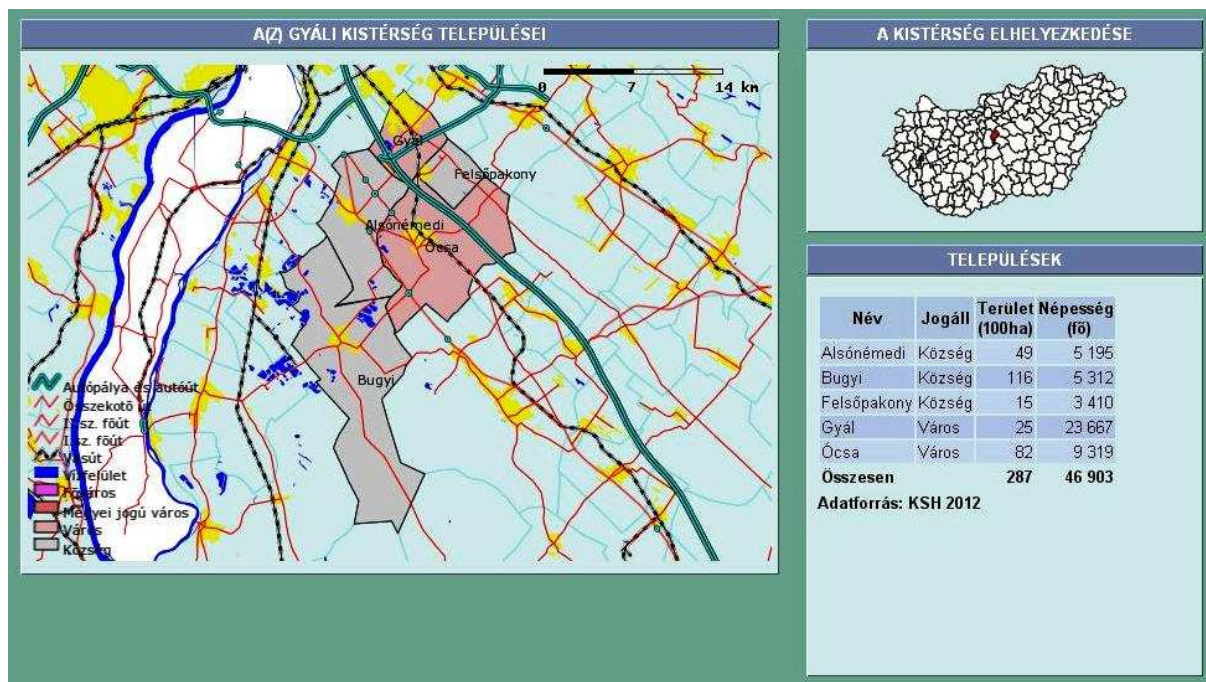 A(Z) GYÁLI KISTÉRSÉG TELEPÜLÉSEI
0 7 14 km
Gyál
Felsőpakony
Alsónémedi
Ócsa
Bugyi
Autópálya és autóút
Összekötő út
II. sz. főút
I. sz. főút
Vasút
Vízfelület
Főváros
Megyei jogú város
Város
Község
A KISTÉRSÉG ELHELYEZKEDÉSE
TELEPÜLÉSEK
Név Jogáll Terület (100ha) Népesség (fő)
Alsónémedi Község 49 5 195
Bugyi Község 116 5 312
Felsőpakony Község 15 3 410
Gyál Város 25 23 667
Ócsa Város 82 9 319
Összesen 287 46 903
Adatforrás: KSH 2012